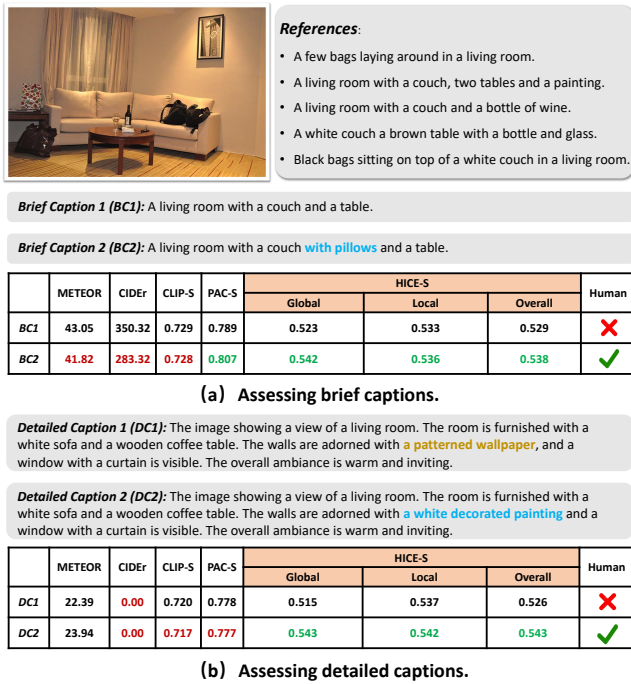 References:
• A few bags laying around in a living room.
• A living room with a couch, two tables and a painting.
• A living room with a couch and a bottle of wine.
• A white couch a brown table with a bottle and glass.
• Black bags sitting on top of a white couch in a living room.
Brief Caption 1 (BC1): A living room with a couch and a table.
Brief Caption 2 (BC2): A living room with a couch with pillows and a table.
METEOR CIDEr CLIP-S PAC-S HICE-S Human
Global Local Overall
BC1 43.05 350.32 0.729 0.789 0.523 0.533 0.529
BC2 41.82 283.32 0.728 0.807 0.542 0.536 0.538
(a) Assessing brief captions.
Detailed Caption 1 (DC1): The image showing a view of a living room. The room is furnished with a
white sofa and a wooden coffee table. The walls are adorned with a patterned wallpaper, and a
window with a curtain is visible. The overall ambiance is warm and inviting.
Detailed Caption 2 (DC2): The image showing a view of a living room. The room is furnished with a
white sofa and a wooden coffee table. The walls are adorned with a white decorated painting and a
window with a curtain is visible. The overall ambiance is warm and inviting.
METEOR CIDEr CLIP-S PAC-S HICE-S Human
Global Local Overall
DC1 22.39 0.00 0.720 0.778 0.515 0.537 0.526
DC2 23.94 0.00 0.717 0.777 0.543 0.542 0.543
(b) Assessing detailed captions.